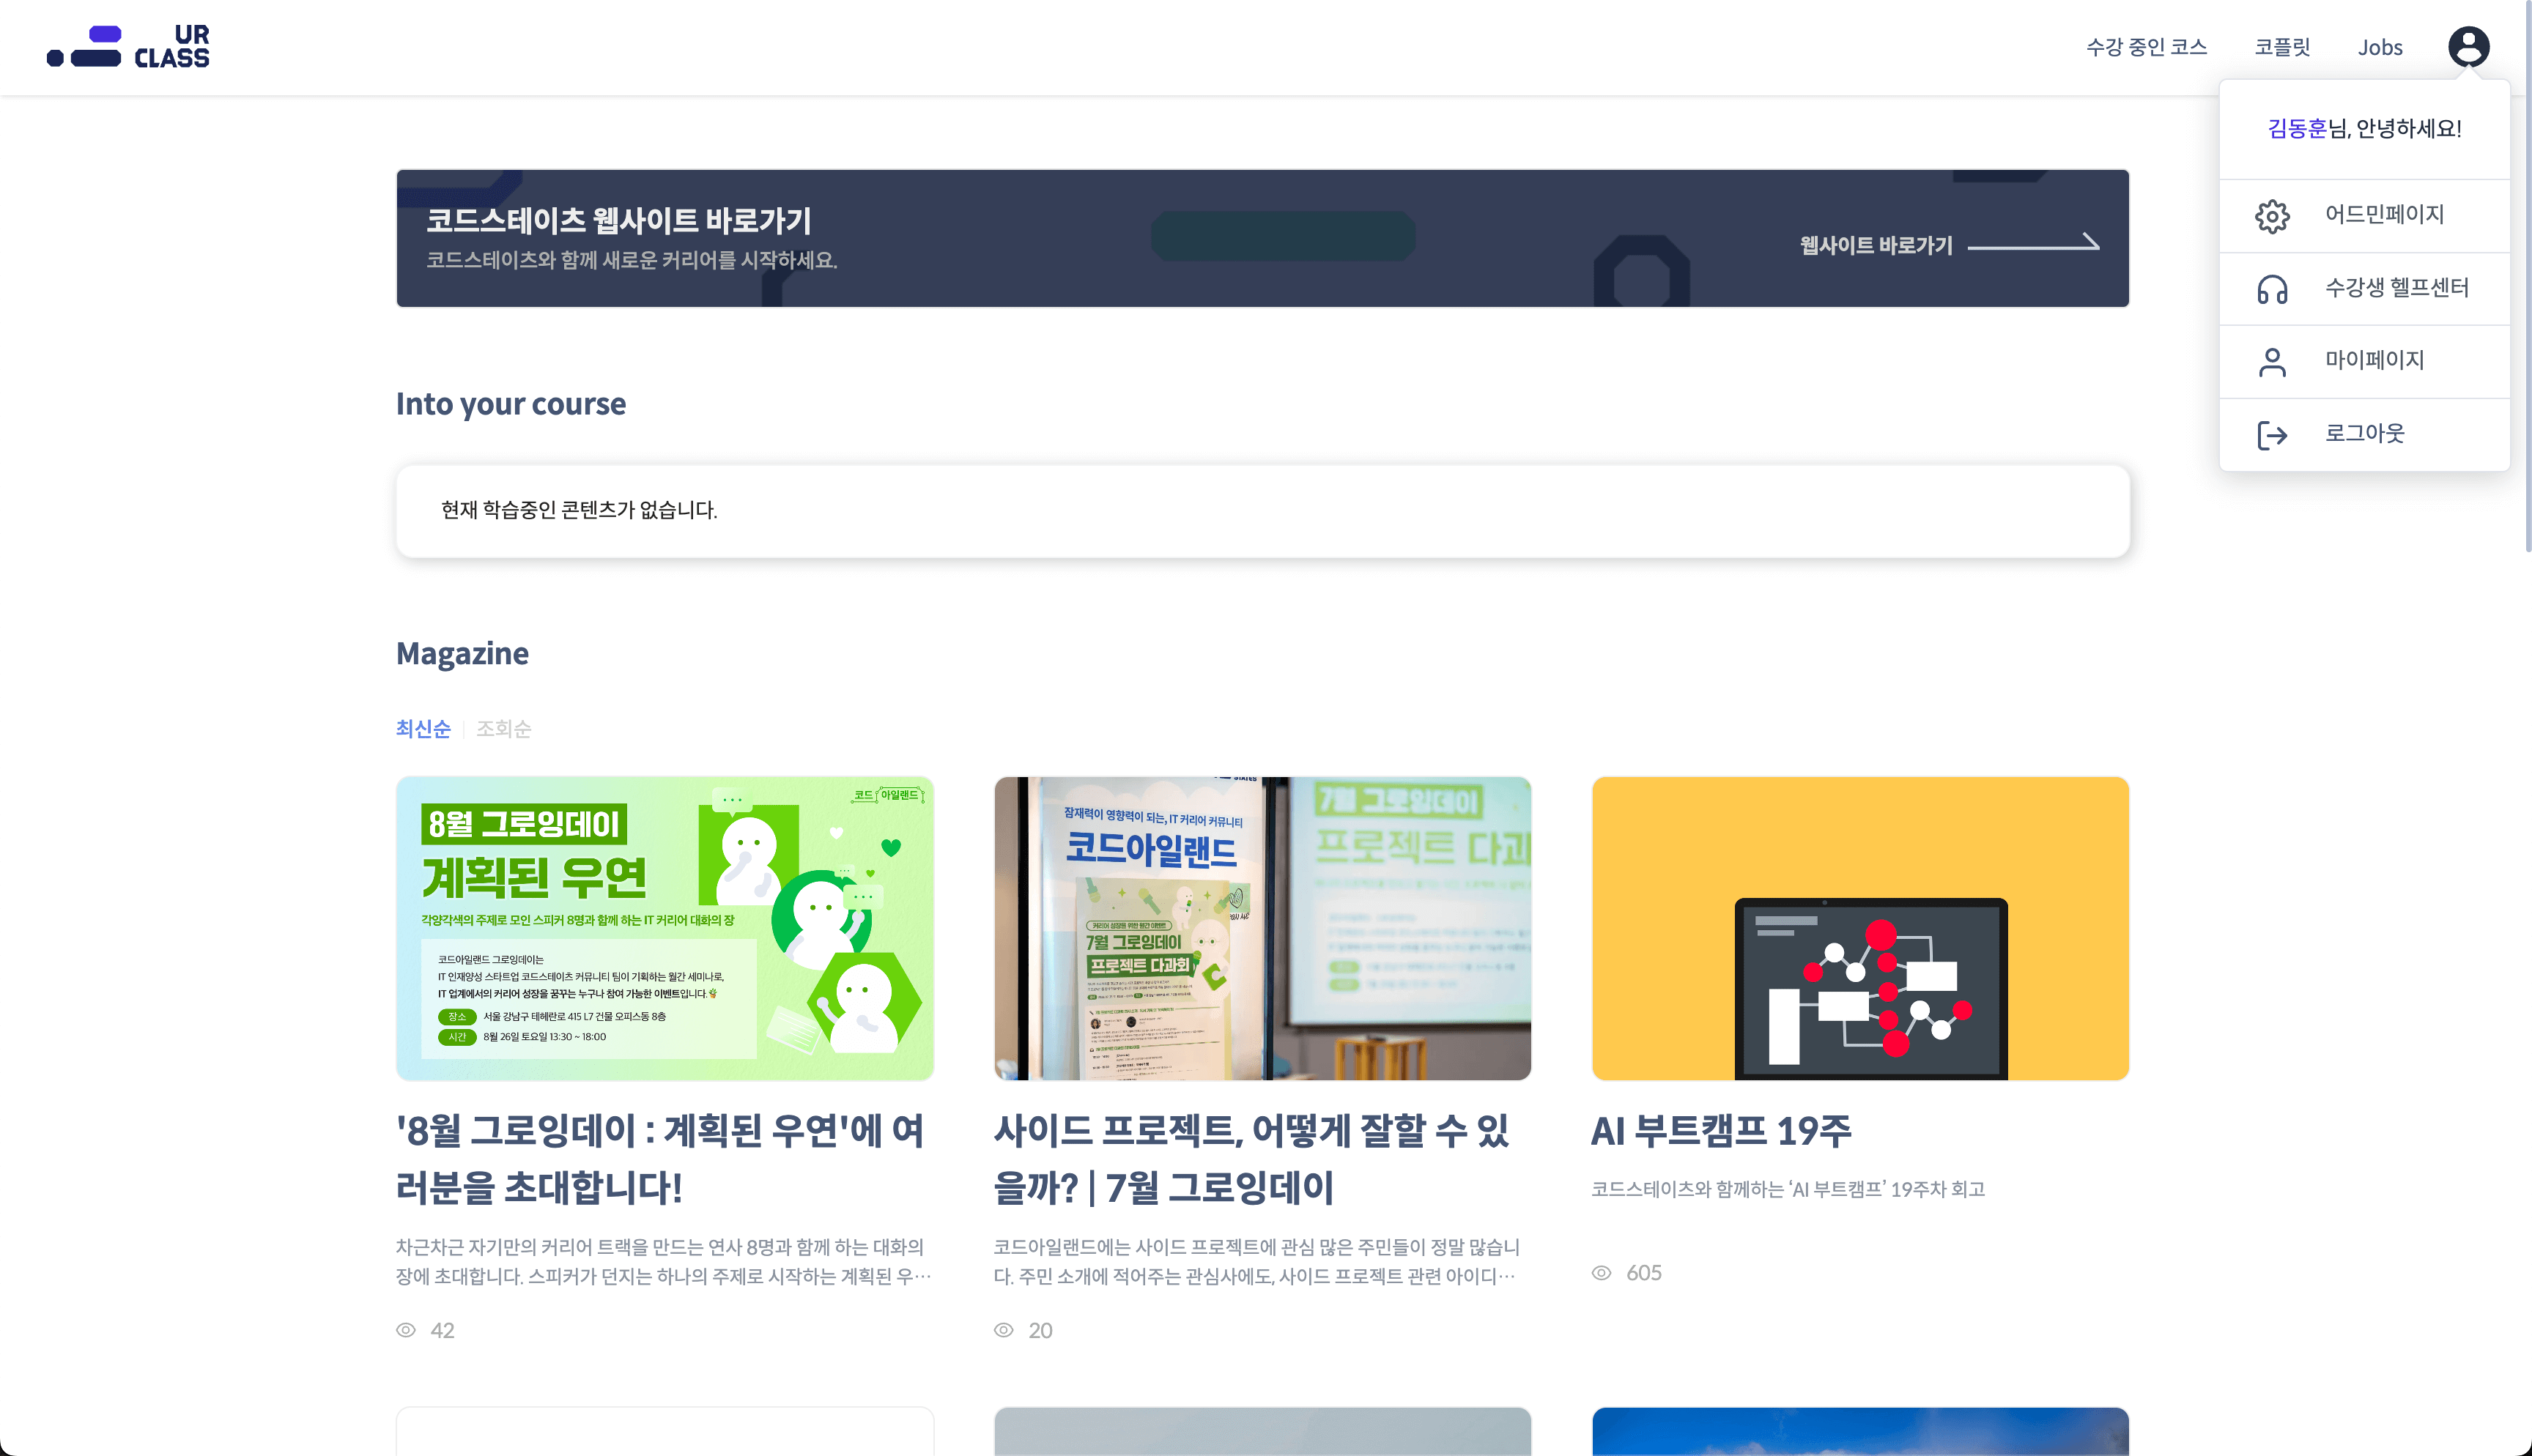 UR
CLASS
수강 중인 코스
코플릿
Jobs
김동훈님, 안녕하세요!
어드민페이지
수강생 헬프센터
마이페이지
로그아웃
코드스테이츠 웹사이트 바로가기
코드스테이츠와 함께 새로운 커리어를 시작하세요.
웹사이트 바로가기
Into your course
현재 학습중인 콘텐츠가 없습니다.
Magazine
최신순 | 조회순
코드 아일랜드
8월 그로잉데이
계획된 우연
각양각색의 주제로 모인 스피커 8명과 함께 하는 IT 커리어 대화의 장
코드아일랜드 그로잉데이는
IT 인재양성 스타트업 코드스테이츠 커뮤니티 팀이 기획하는 월간 세미나로,
IT 업계에서의 커리어 성장을 꿈꾸는 누구나 참여 가능한 이벤트입니다.
장소 서울 강남구 테헤란로 415 L7 건물 오피스동 8층
시간 8월 26일 토요일 13:30 ~ 18:00
'8월 그로잉데이 : 계획된 우연'에 여
러분을 초대합니다!
차근차근 자기만의 커리어 트랙을 만드는 연사 8명과 함께 하는 대화의
장에 초대합니다. 스피커가 던지는 하나의 주제로 시작하는 계획된 우…
42
STATES
잠재력이 영향력이 되는, IT 커리어 커뮤니티
코드아일랜드
커리어 성장을 위한 월간 이벤트
7월 그로잉데이
프로젝트 다과회
7월 그로잉데이
프로젝트 다과
사이드 프로젝트, 어떻게 잘할 수 있
을까? | 7월 그로잉데이
코드아일랜드에는 사이드 프로젝트에 관심 많은 주민들이 정말 많습니
다. 주민 소개에 적어주는 관심사에도, 사이드 프로젝트 관련 아이디…
20
AI 부트캠프 19주
코드스테이츠와 함께하는 ‘AI 부트캠프’ 19주차 회고
605